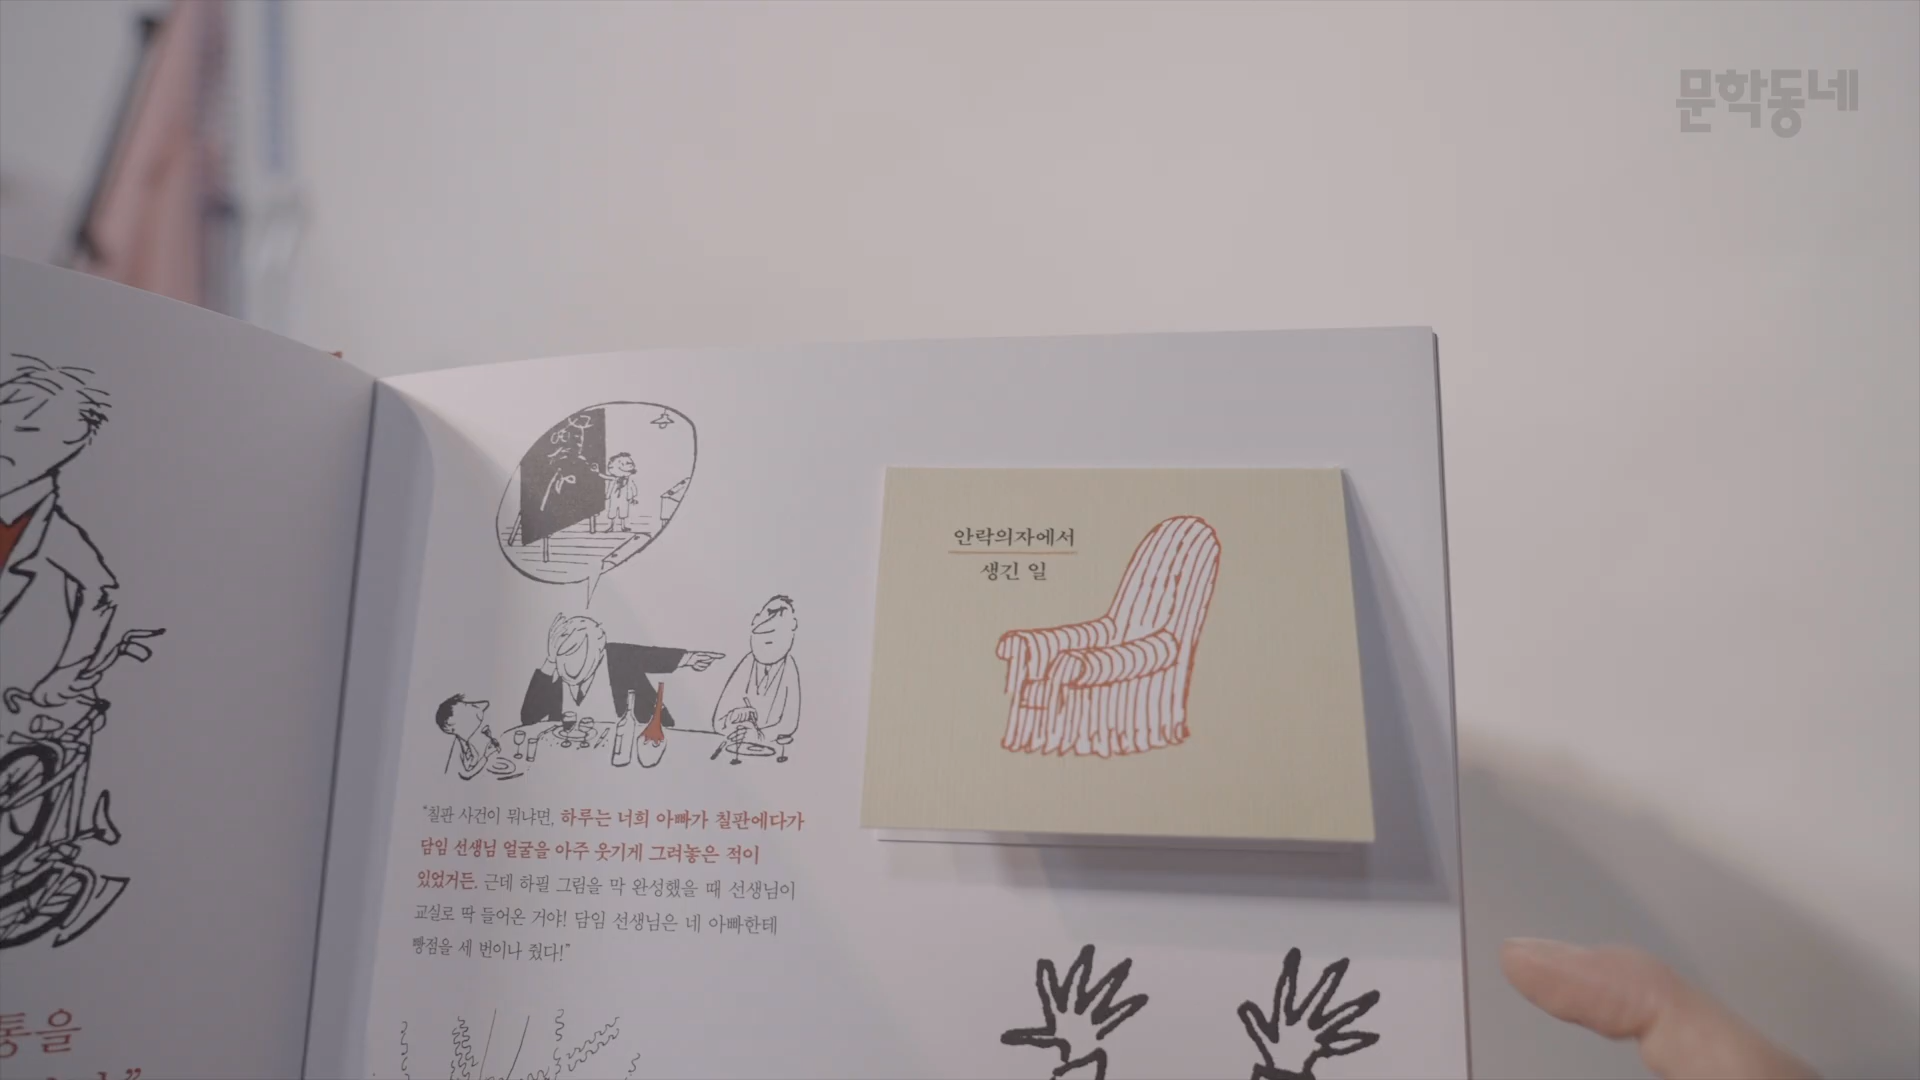 문학동네
안락의자에서
생긴 일
"칠판 사건이 뭐냐면, 하루는 너희 아빠가 칠판에다가
담임 선생님 얼굴을 아주 웃기게 그려놓은 적이
있었거든. 근데 하필 그림을 막 완성했을 때 선생님이
교실로 딱 들어온 거야! 담임 선생님은 네 아빠한테
빵점을 세 번이나 줬다!"
통을